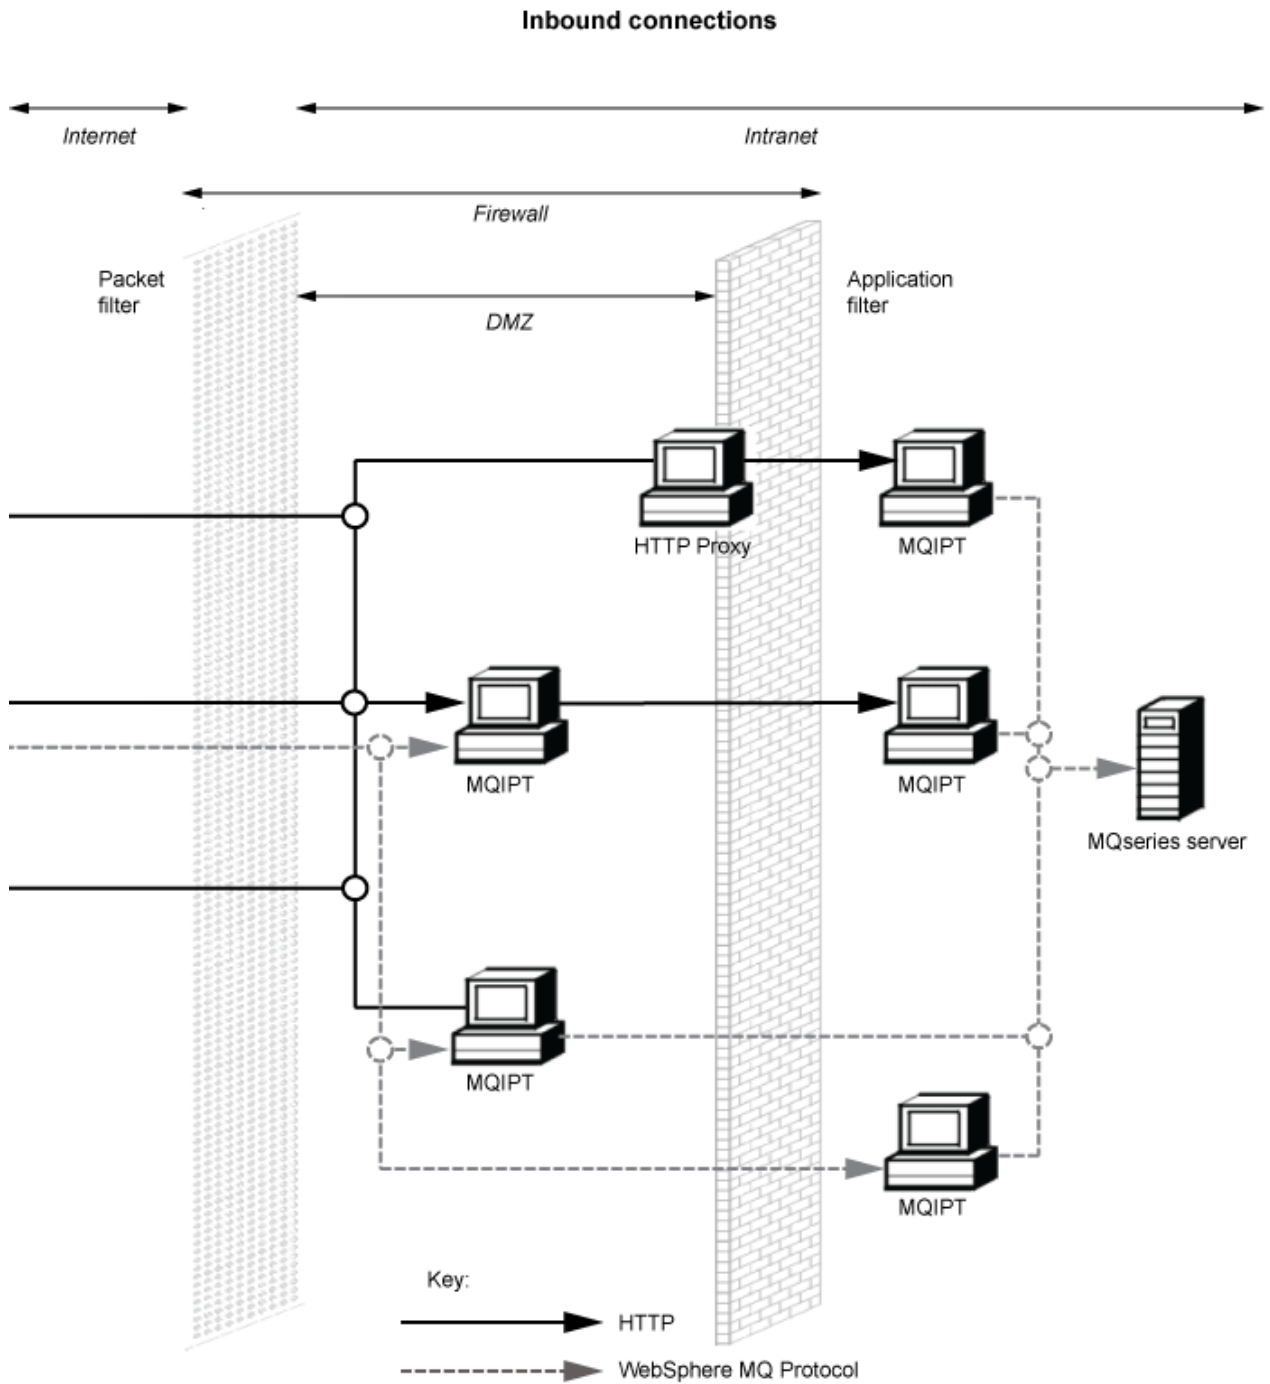 Inbound connections
Internet
Intranet
Firewall
Packet
filter
Application
filter
DMZ
HTTP Proxy
MQIPT
MQIPT
MQIPT
MQseries server
MQIPT
MQIPT
Key:
HTTP
WebSphere MQ Protocol